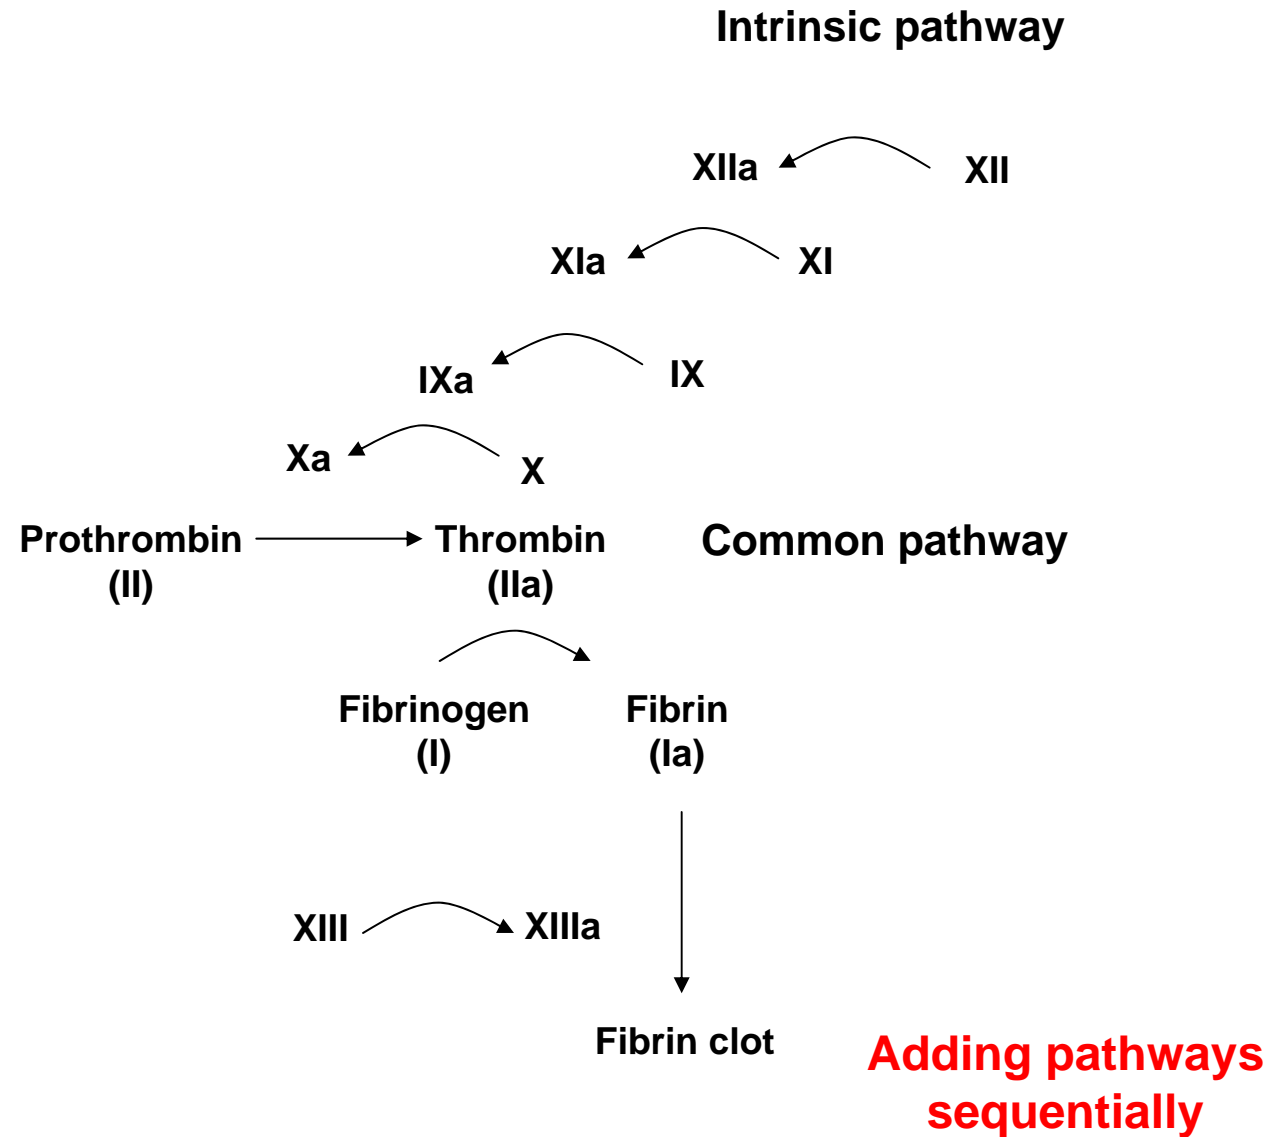 Intrinsic pathway
XIIa XII
XIa XI
IXa IX
Xa X
Prothrombin Thrombin Common pathway
(II) (IIa)
Fibrinogen Fibrin
(I) (Ia)
XIII XIIIa
Fibrin clot
Adding pathways
sequentially